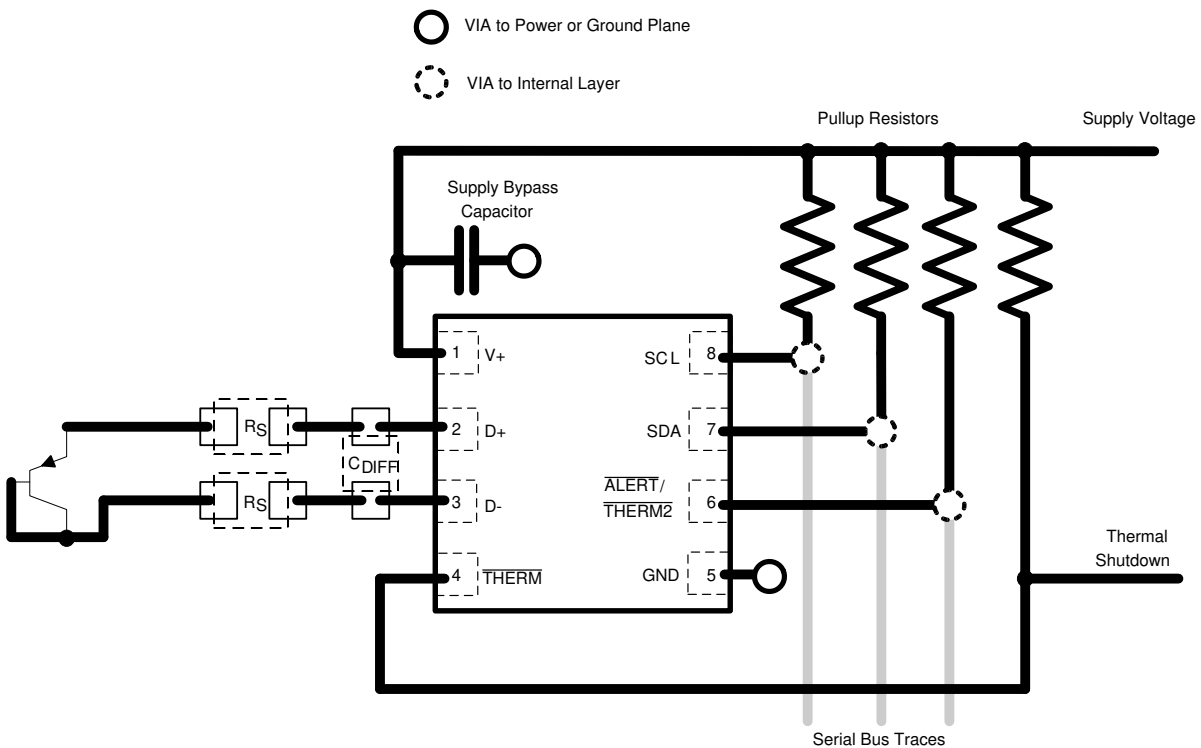 VIA to Power or Ground Plane
VIA to Internal Layer
Pullup Resistors
Supply Voltage
Supply Bypass
Capacitor
1
V+
SCL
8
RS
2
D+
SDA
7
CDIFF
RS
3
D-
ALERT/
THERM2
6
4
THERM
GND
5
Thermal
Shutdown
Serial Bus Traces